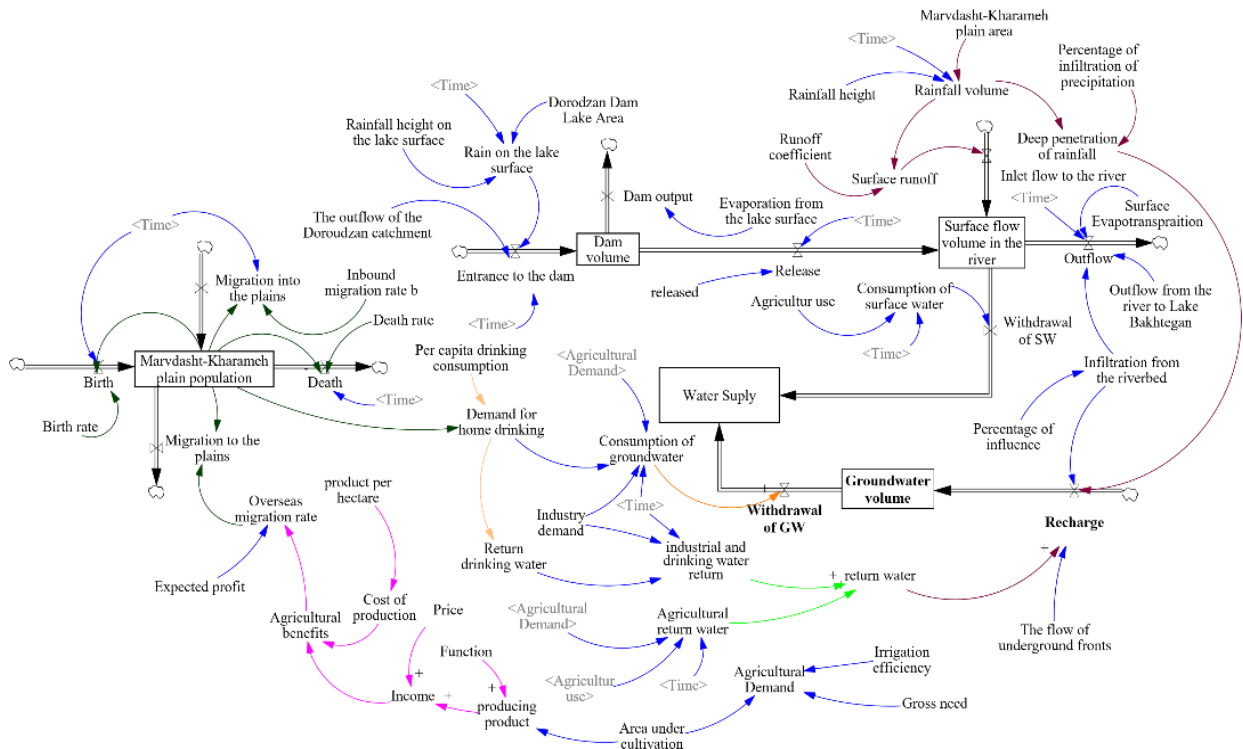 Marvdasht-Kharameh
plain area
<Time>
Percentage of
infiltration of
precipitation
Rainfall height
Rainfall volume
<Time>
Dorodzan Dam
Lake Area
Rainfall height on
the lake surface
Rain on the lake
surface
Runoff
coefficient
Deep penetration
of rainfall
Surface runoff
Inlet flow to the river
Dam output
Evaporation from
the lake surface
<Time>
<Time>
Surface
Evapotranspraition
The outflow of the
Doroudzan catchment
<Time>
Dam
volume
Surface flow
volume in the
river
Entrance to the dam
Release
Outflow
Migration into
the plains
Inbound
migration rate b
released
Agricultur use
Consumption of
surface water
Outflow from the
river to Lake
Bakhtegan
Death rate
<Time>
<Time>
Withdrawal
of SW
Per capita drinking
consumption
<Agricultural
Demand>
Marvdasht-Kharameh
plain population
Birth
Death
Infiltration from
the riverbed
<Time>
Water Suply
Birth rate
Demand for
home drinking
Migration to the
plains
Consumption of
groundwater
Percentage of
influence
product per
hectare
Groundwater
volume
Overseas
migration rate
<Time>
Withdrawal
of GW
Industry
demand
Recharge
+
Expected profit
Return
drinking water
industrial and
drinking water
return
+
return water
Cost of
production
Price
Agricultural
benefits
<Agricultural
Demand>
Agricultural
return water
The flow of
underground fronts
Function
Irrigation
efficiency
+
+
<Agricultur
use>
<Time>
Agricultural
Demand
Income
+
producing
product
Gross need
Area under
cultivation